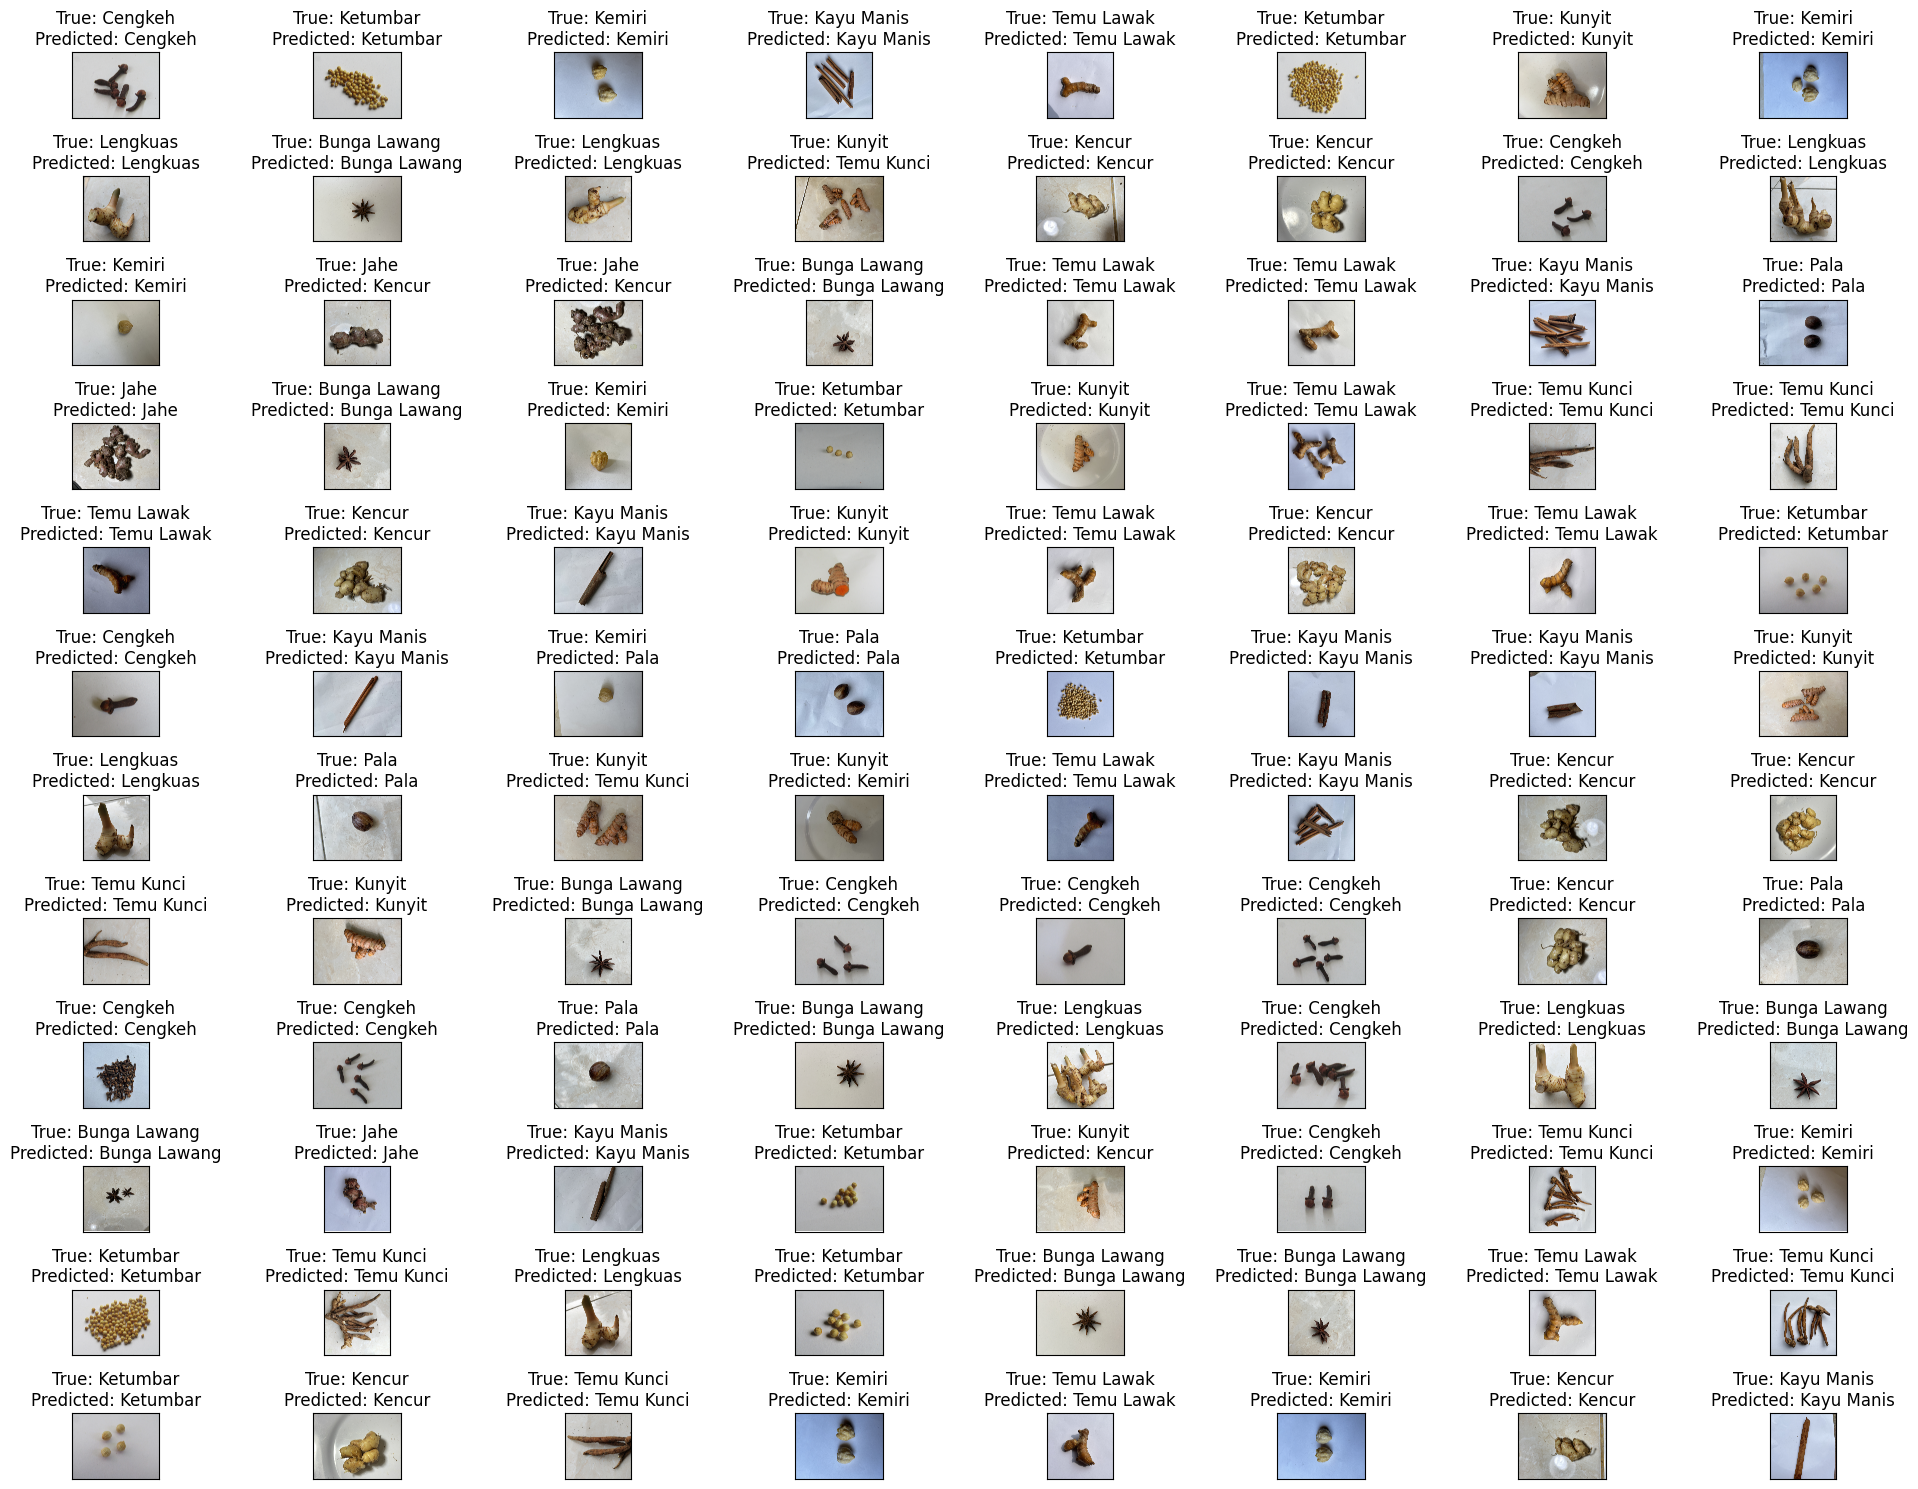 True: Cengkeh
Predicted: Cengkeh
True: Ketumbar
Predicted: Ketumbar
True: Kemiri
Predicted: Kemiri
True: Kayu Manis
Predicted: Kayu Manis
True: Temu Lawak
Predicted: Temu Lawak
True: Ketumbar
Predicted: Ketumbar
True: Kunyit
Predicted: Kunyit
True: Kemiri
Predicted: Kemiri
True: Lengkuas
Predicted: Lengkuas
True: Bunga Lawang
Predicted: Bunga Lawang
True: Lengkuas
Predicted: Lengkuas
True: Kunyit
Predicted: Temu Kunci
True: Kencur
Predicted: Kencur
True: Kencur
Predicted: Kencur
True: Cengkeh
Predicted: Cengkeh
True: Lengkuas
Predicted: Lengkuas
True: Kemiri
Predicted: Kemiri
True: Jahe
Predicted: Kencur
True: Jahe
Predicted: Kencur
True: Bunga Lawang
Predicted: Bunga Lawang
True: Temu Lawak
Predicted: Temu Lawak
True: Temu Lawak
Predicted: Temu Lawak
True: Kayu Manis
Predicted: Kayu Manis
True: Pala
Predicted: Pala
True: Jahe
Predicted: Jahe
True: Bunga Lawang
Predicted: Bunga Lawang
True: Kemiri
Predicted: Kemiri
True: Ketumbar
Predicted: Ketumbar
True: Kunyit
Predicted: Kunyit
True: Temu Lawak
Predicted: Temu Lawak
True: Temu Kunci
Predicted: Temu Kunci
True: Temu Kunci
Predicted: Temu Kunci
True: Temu Lawak
Predicted: Temu Lawak
True: Kencur
Predicted: Kencur
True: Kayu Manis
Predicted: Kayu Manis
True: Kunyit
Predicted: Kunyit
True: Temu Lawak
Predicted: Temu Lawak
True: Kencur
Predicted: Kencur
True: Temu Lawak
Predicted: Temu Lawak
True: Ketumbar
Predicted: Ketumbar
True: Cengkeh
Predicted: Cengkeh
True: Kayu Manis
Predicted: Kayu Manis
True: Kemiri
Predicted: Pala
True: Pala
Predicted: Pala
True: Ketumbar
Predicted: Ketumbar
True: Kayu Manis
Predicted: Kayu Manis
True: Kayu Manis
Predicted: Kayu Manis
True: Kunyit
Predicted: Kunyit
True: Lengkuas
Predicted: Lengkuas
True: Pala
Predicted: Pala
True: Kunyit
Predicted: Temu Kunci
True: Kunyit
Predicted: Kemiri
True: Temu Lawak
Predicted: Temu Lawak
True: Kayu Manis
Predicted: Kayu Manis
True: Kencur
Predicted: Kencur
True: Kencur
Predicted: Kencur
True: Temu Kunci
Predicted: Temu Kunci
True: Kunyit
Predicted: Kunyit
True: Bunga Lawang
Predicted: Bunga Lawang
True: Cengkeh
Predicted: Cengkeh
True: Cengkeh
Predicted: Cengkeh
True: Cengkeh
Predicted: Cengkeh
True: Kencur
Predicted: Kencur
True: Pala
Predicted: Pala
True: Cengkeh
Predicted: Cengkeh
True: Cengkeh
Predicted: Cengkeh
True: Pala
Predicted: Pala
True: Bunga Lawang
Predicted: Bunga Lawang
True: Lengkuas
Predicted: Lengkuas
True: Cengkeh
Predicted: Cengkeh
True: Lengkuas
Predicted: Lengkuas
True: Bunga Lawang
Predicted: Bunga Lawang
True: Bunga Lawang
Predicted: Bunga Lawang
True: Jahe
Predicted: Jahe
True: Kayu Manis
Predicted: Kayu Manis
True: Ketumbar
Predicted: Ketumbar
True: Kunyit
Predicted: Kencur
True: Cengkeh
Predicted: Cengkeh
True: Temu Kunci
Predicted: Temu Kunci
True: Kemiri
Predicted: Kemiri
True: Ketumbar
Predicted: Ketumbar
True: Temu Kunci
Predicted: Temu Kunci
True: Lengkuas
Predicted: Lengkuas
True: Ketumbar
Predicted: Ketumbar
True: Bunga Lawang
Predicted: Bunga Lawang
True: Bunga Lawang
Predicted: Bunga Lawang
True: Temu Lawak
Predicted: Temu Lawak
True: Temu Kunci
Predicted: Temu Kunci
True: Ketumbar
Predicted: Ketumbar
True: Kencur
Predicted: Kencur
True: Temu Kunci
Predicted: Temu Kunci
True: Kemiri
Predicted: Kemiri
True: Temu Lawak
Predicted: Temu Lawak
True: Kemiri
Predicted: Kemiri
True: Kencur
Predicted: Kencur
True: Kayu Manis
Predicted: Kayu Manis